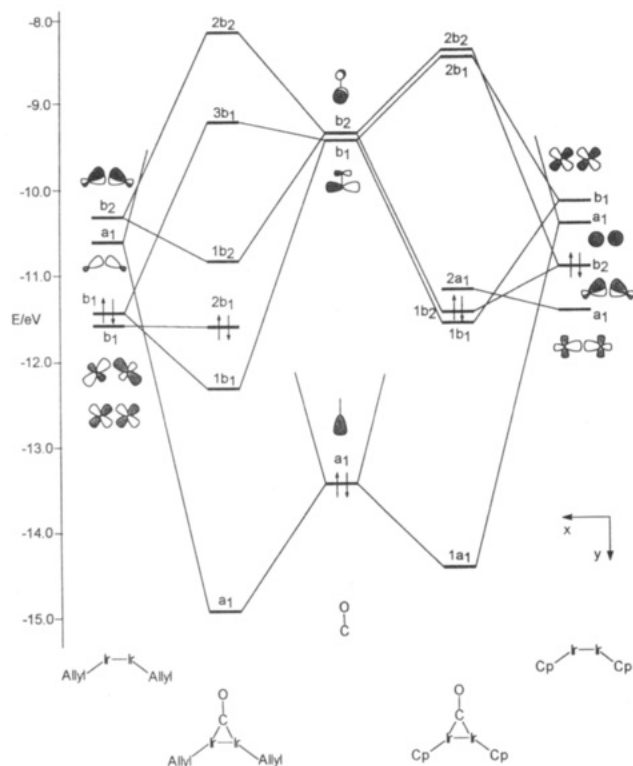 -8.0
2b2
2b2
2b1
-9.0
3b1
b2
b1
-10.0
b2
b1
a1
a1
b2
1b2
-11.0
2a1
1b2
a1
b1
E/eV
b1
2b1
1b1
-12.0
1b1
-13.0
a1
-14.0
1a1
x
y
-15.0
a1
O
C
Ir Ir
Allyl Allyl
Ir Ir
Cp Cp
O
C
Ir Ir
Allyl Allyl
O
C
Ir Ir
Cp Cp